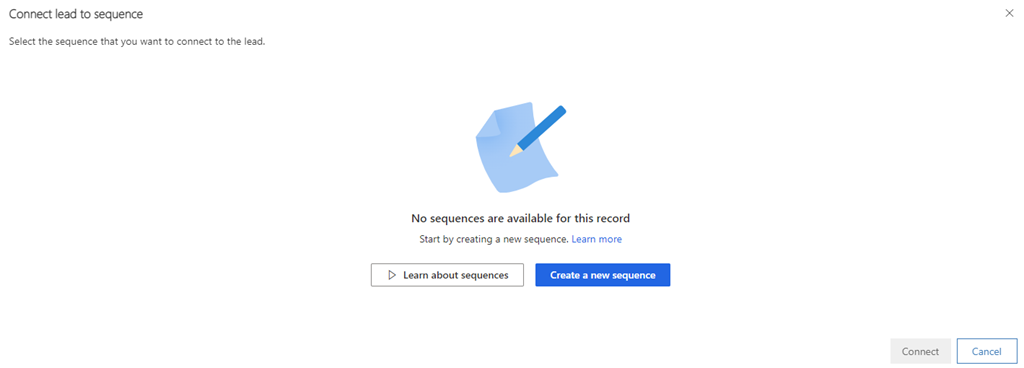 Connect lead to sequence
Select the sequence that you want to connect to the lead.
No sequences are available for this record
Start by creating a new sequence. Learn more
Learn about sequences
Create a new sequence
Connect
Cancel